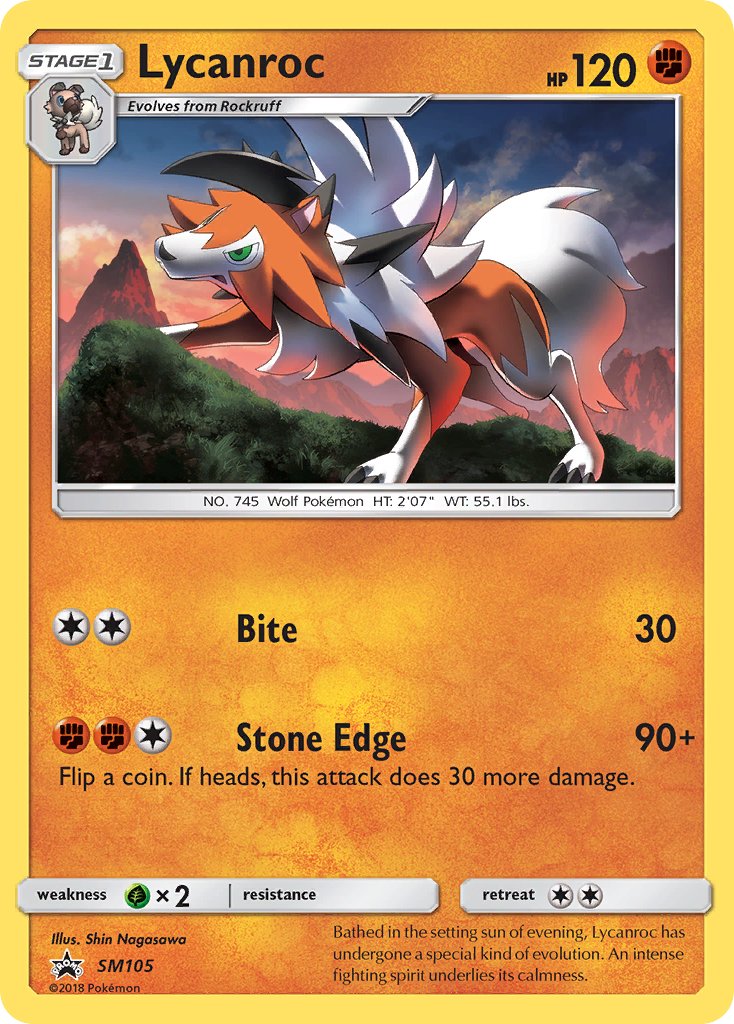 STAGE1
Lycanroc
HP 120
Evolves from Rockruff
NO. 745 Wolf Pokémon HT: 2'07" WT: 55.1 lbs.
Bite 30
Stone Edge 90+
Flip a coin. If heads, this attack does 30 more damage.
weakness ×2 resistance retreat
Illus. Shin Nagasawa
PROMO SM105
©2018 Pokémon
Bathed in the setting sun of evening, Lycanroc has
undergone a special kind of evolution. An intense
fighting spirit underlies its calmness.